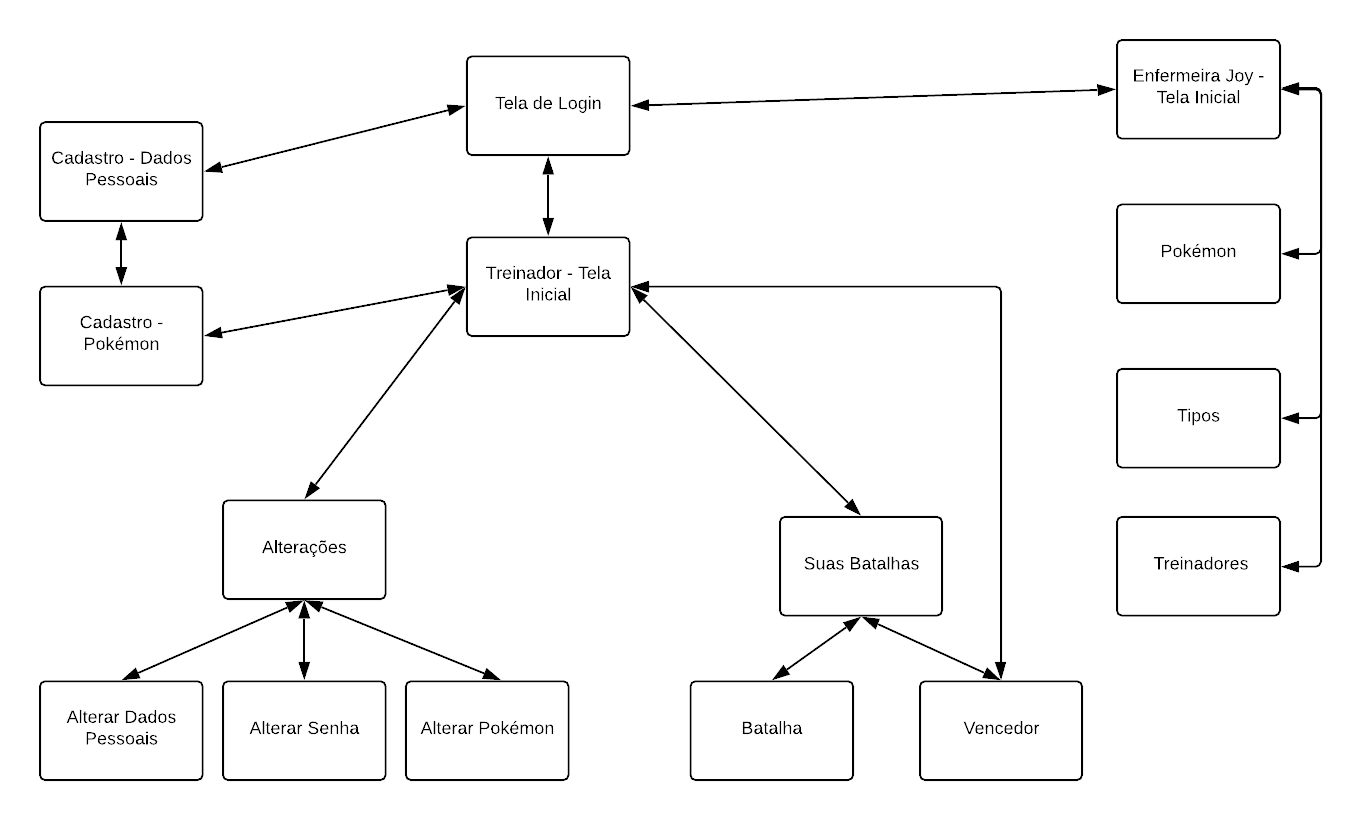 Enfermeira Joy -
Tela Inicial
Tela de Login
Cadastro - Dados
Pessoais
Pokémon
Treinador - Tela
Inicial
Cadastro -
Pokémon
Tipos
Alterações
Suas Batalhas
Treinadores
Alterar Dados
Pessoais
Alterar Senha
Alterar Pokémon
Batalha
Vencedor